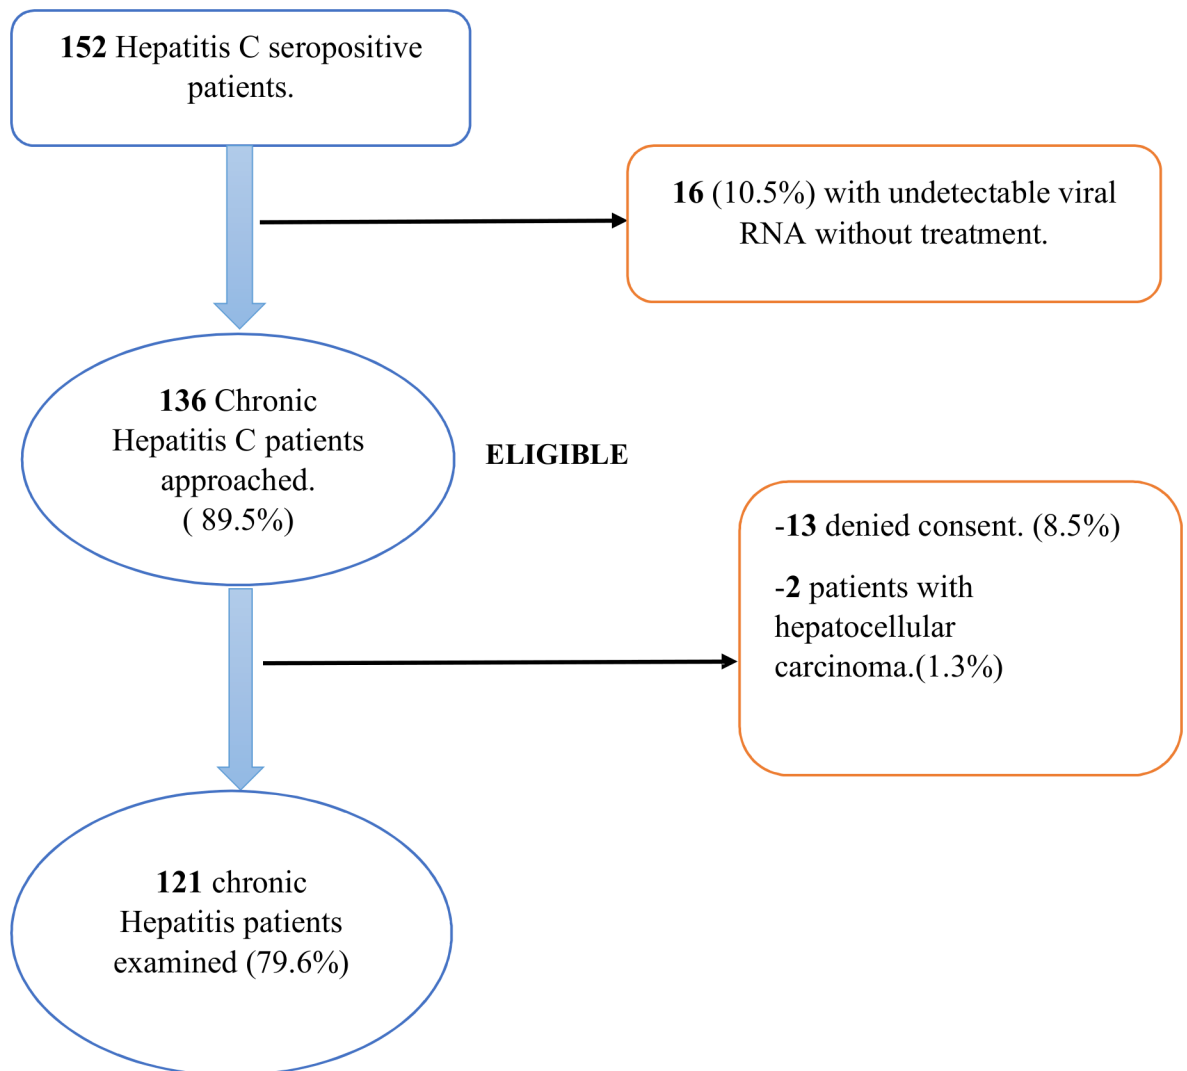 152 Hepatitis C seropositive
patients.
16 (10.5%) with undetectable viral
RNA without treatment.
136 Chronic
Hepatitis C patients
approached.
( 89.5%)
ELIGIBLE
-13 denied consent. (8.5%)
-2 patients with
hepatocellular
carcinoma.(1.3%)
121 chronic
Hepatitis patients
examined (79.6%)